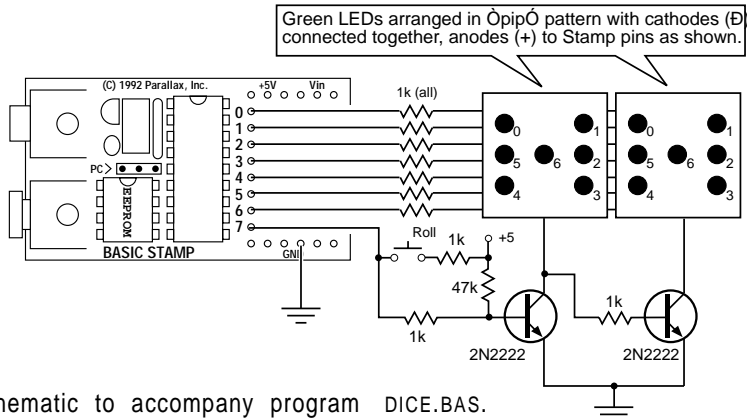 Green LEDs arranged in ÒpipÓ pattern with cathodes (Ð)
connected together, anodes (+) to Stamp pins as shown.
(C) 1992 Parallax, Inc.
+5V Vin
1k (all)
0
1
2
3
4
5
6
7
PC>
EEPROM
BASIC STAMP
GND
0 1
5 6 2
4 3
0 1
5 6 2
4 3
Roll 1k +5
47k
1k
1k
2N2222 2N2222
hematic to accompany program DICE.BAS.